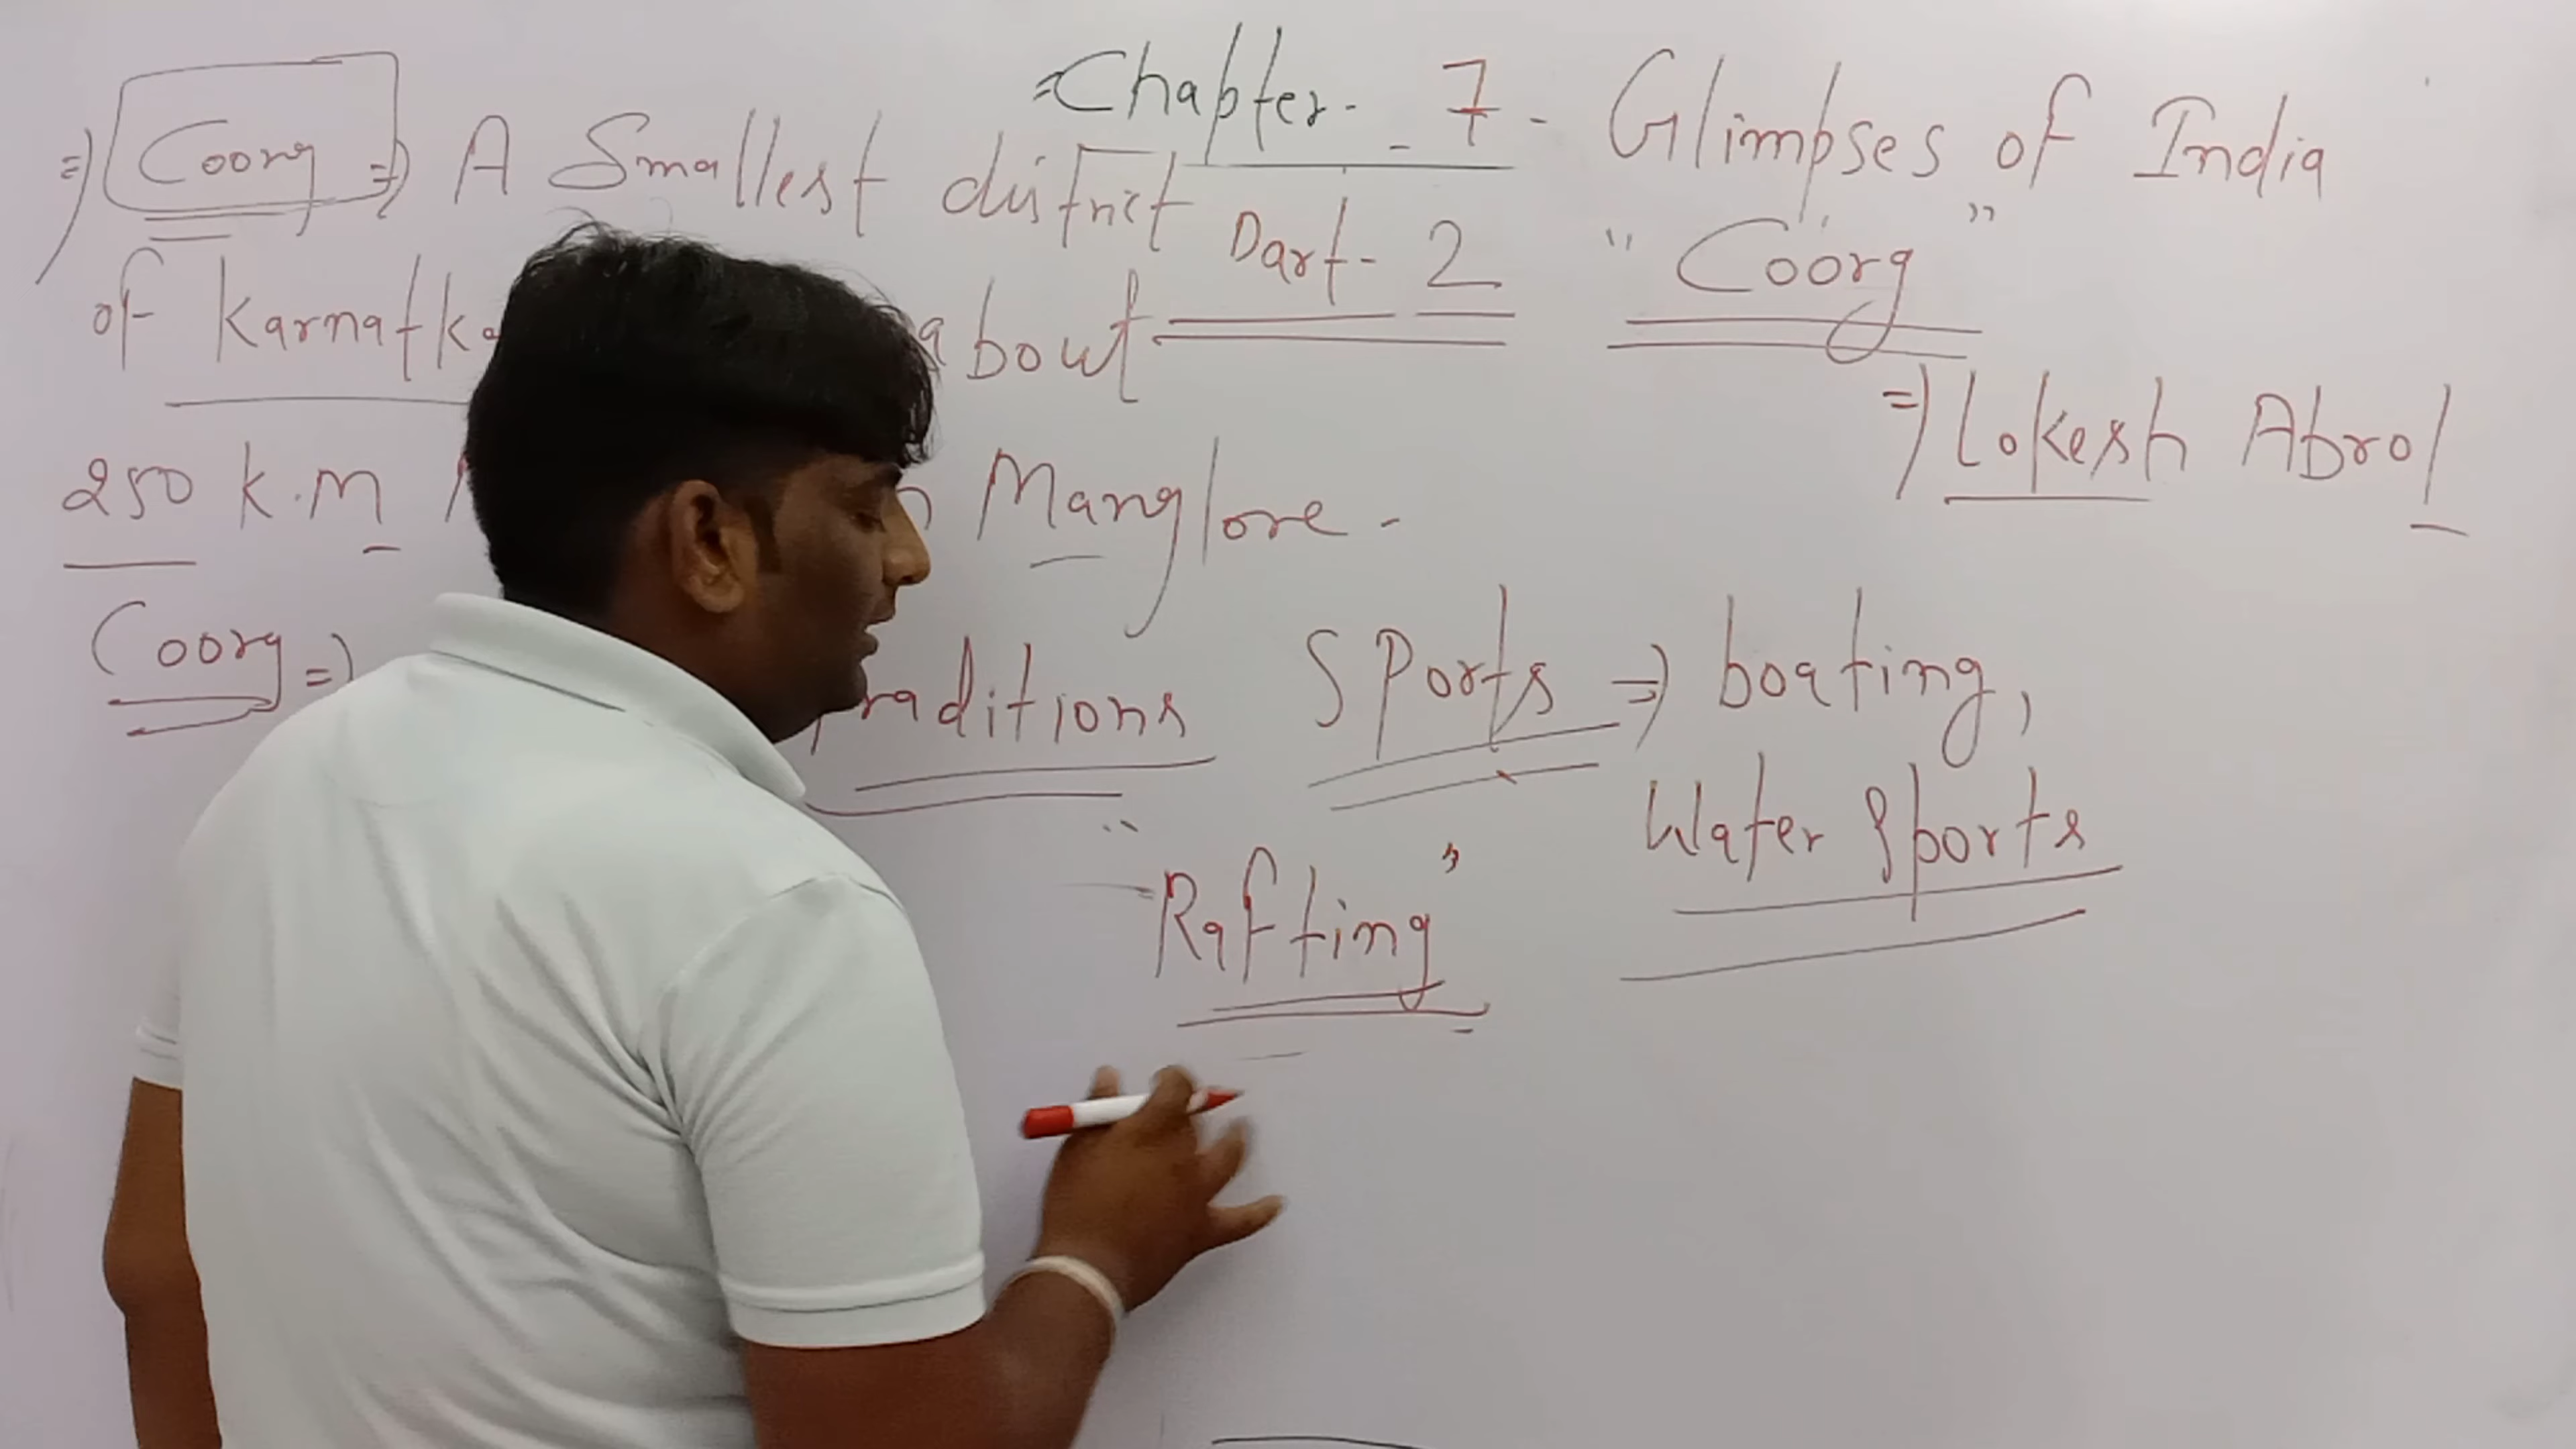 =Chapter - 7 - Glimpses of India
Part - 2 " Coorg "
=) Lokesh Abrol
=) Coorg =) A Smallest district
of Karnatka about
250 k.m Manglore -
Coorg =) raditions
Sports =) boating,
Water Sports
"Rafting"